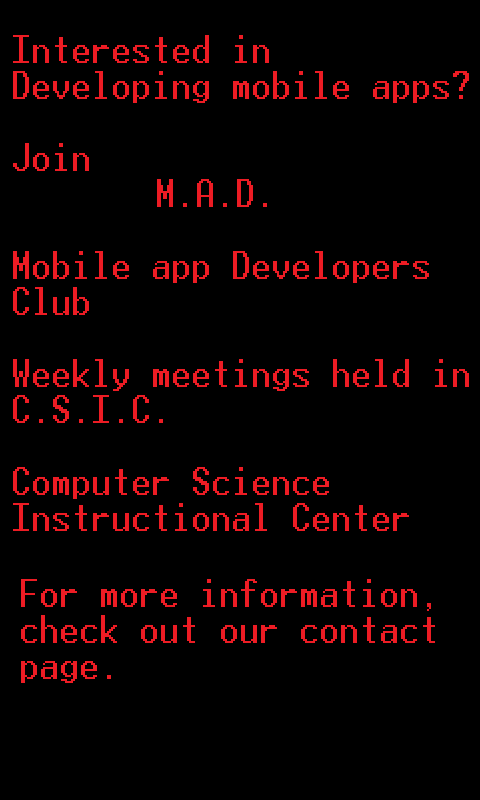 Interested in
Developing mobile apps?
Join
M.A.D.
Mobile app Developers
Club
Weekly meetings held in
C.S.I.C.
Computer Science
Instructional Center
For more information,
check out our contact
page.